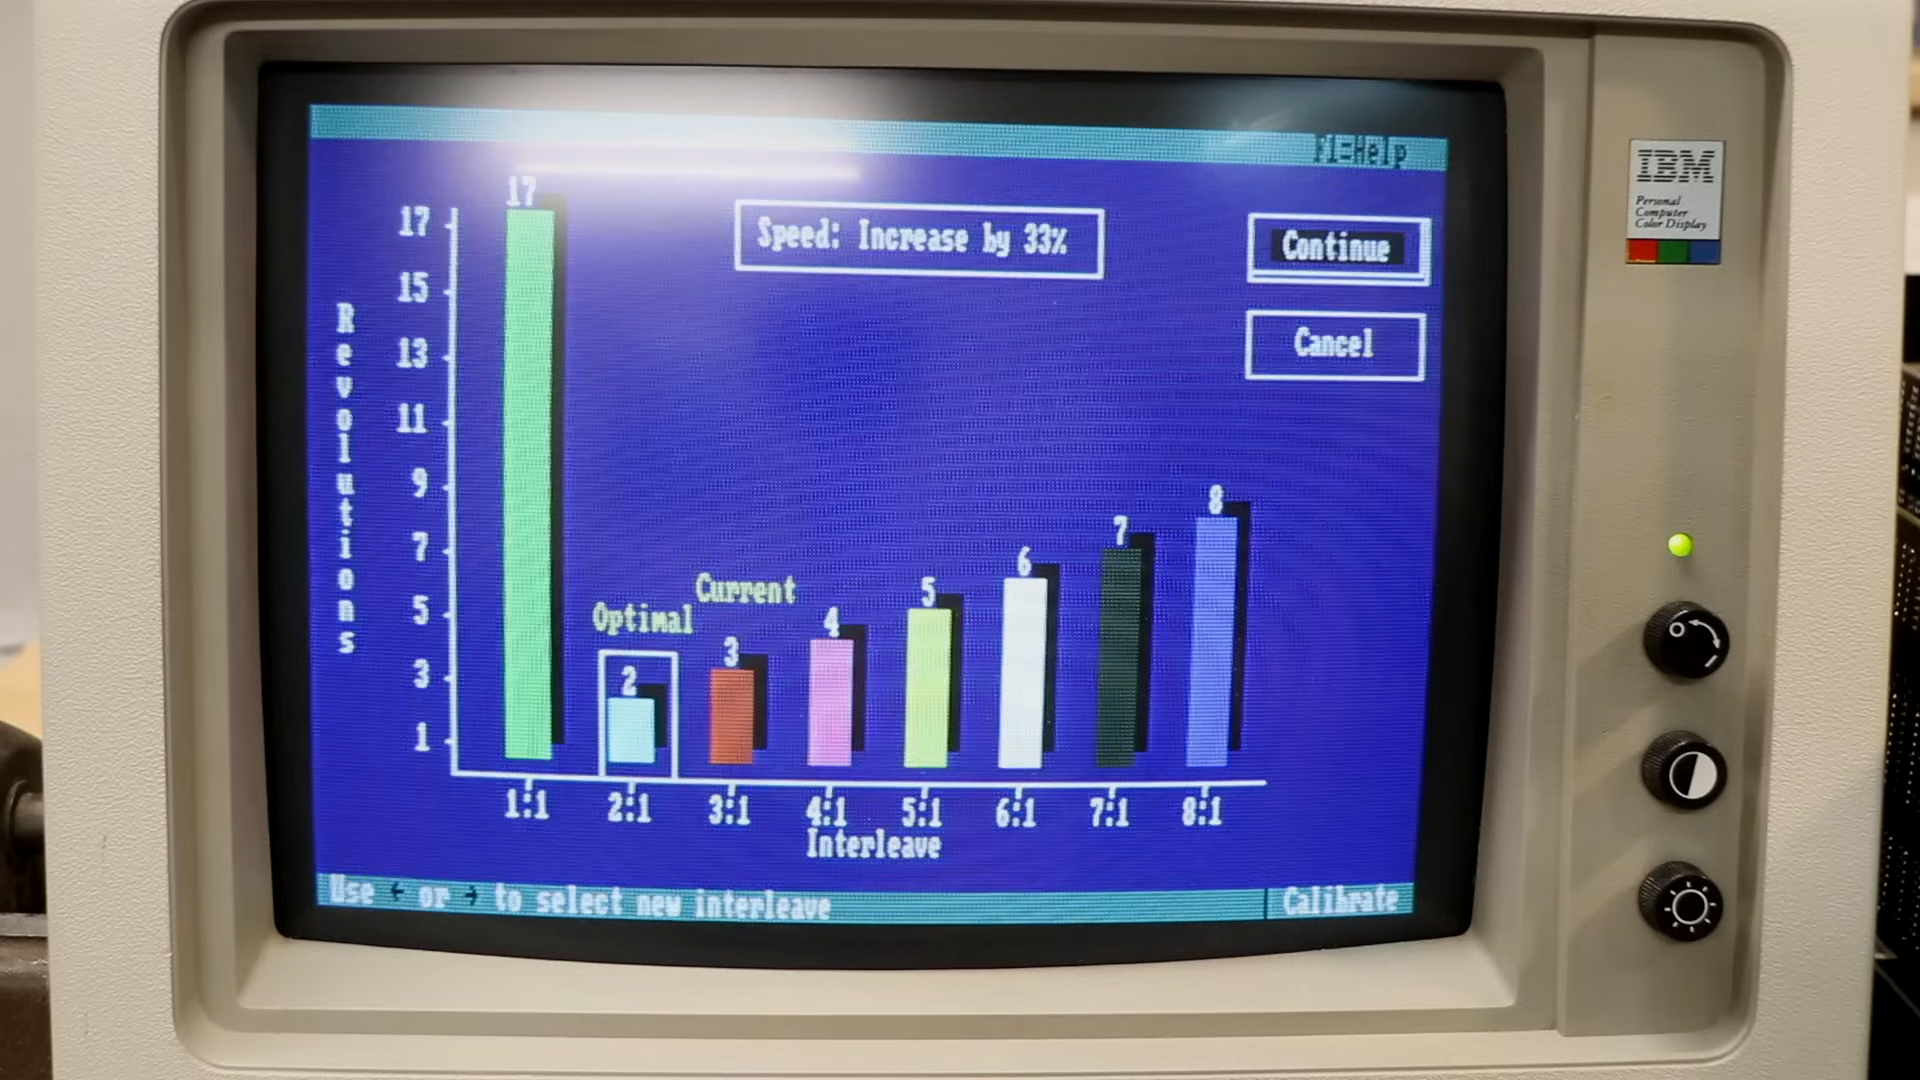 F1=Help
Speed: Increase by 33%
Continue
Cancel
Revolutions
17
15
13
11
9
7
5
3
1
17
2
3
4
5
6
7
8
Optimal
Current
1:1 2:1 3:1 4:1 5:1 6:1 7:1 8:1
Interleave
Use ← or → to select new interleave
Calibrate
IBM
Personal
Computer
Color Display